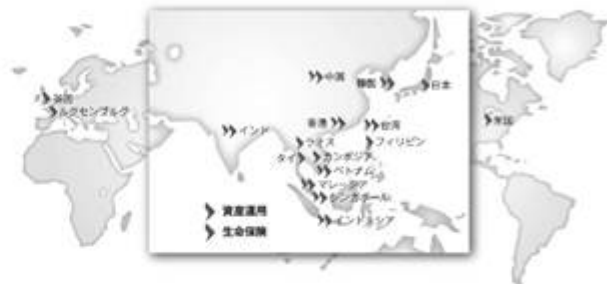 英国
ルクセンブルグ
中国
韓国
日本
米国
香港
台湾
インド
ラオス
フィリピン
タイ
カンボジア
ベトナム
マレーシア
シンガポール
インドネシア
資産運用
生命保険